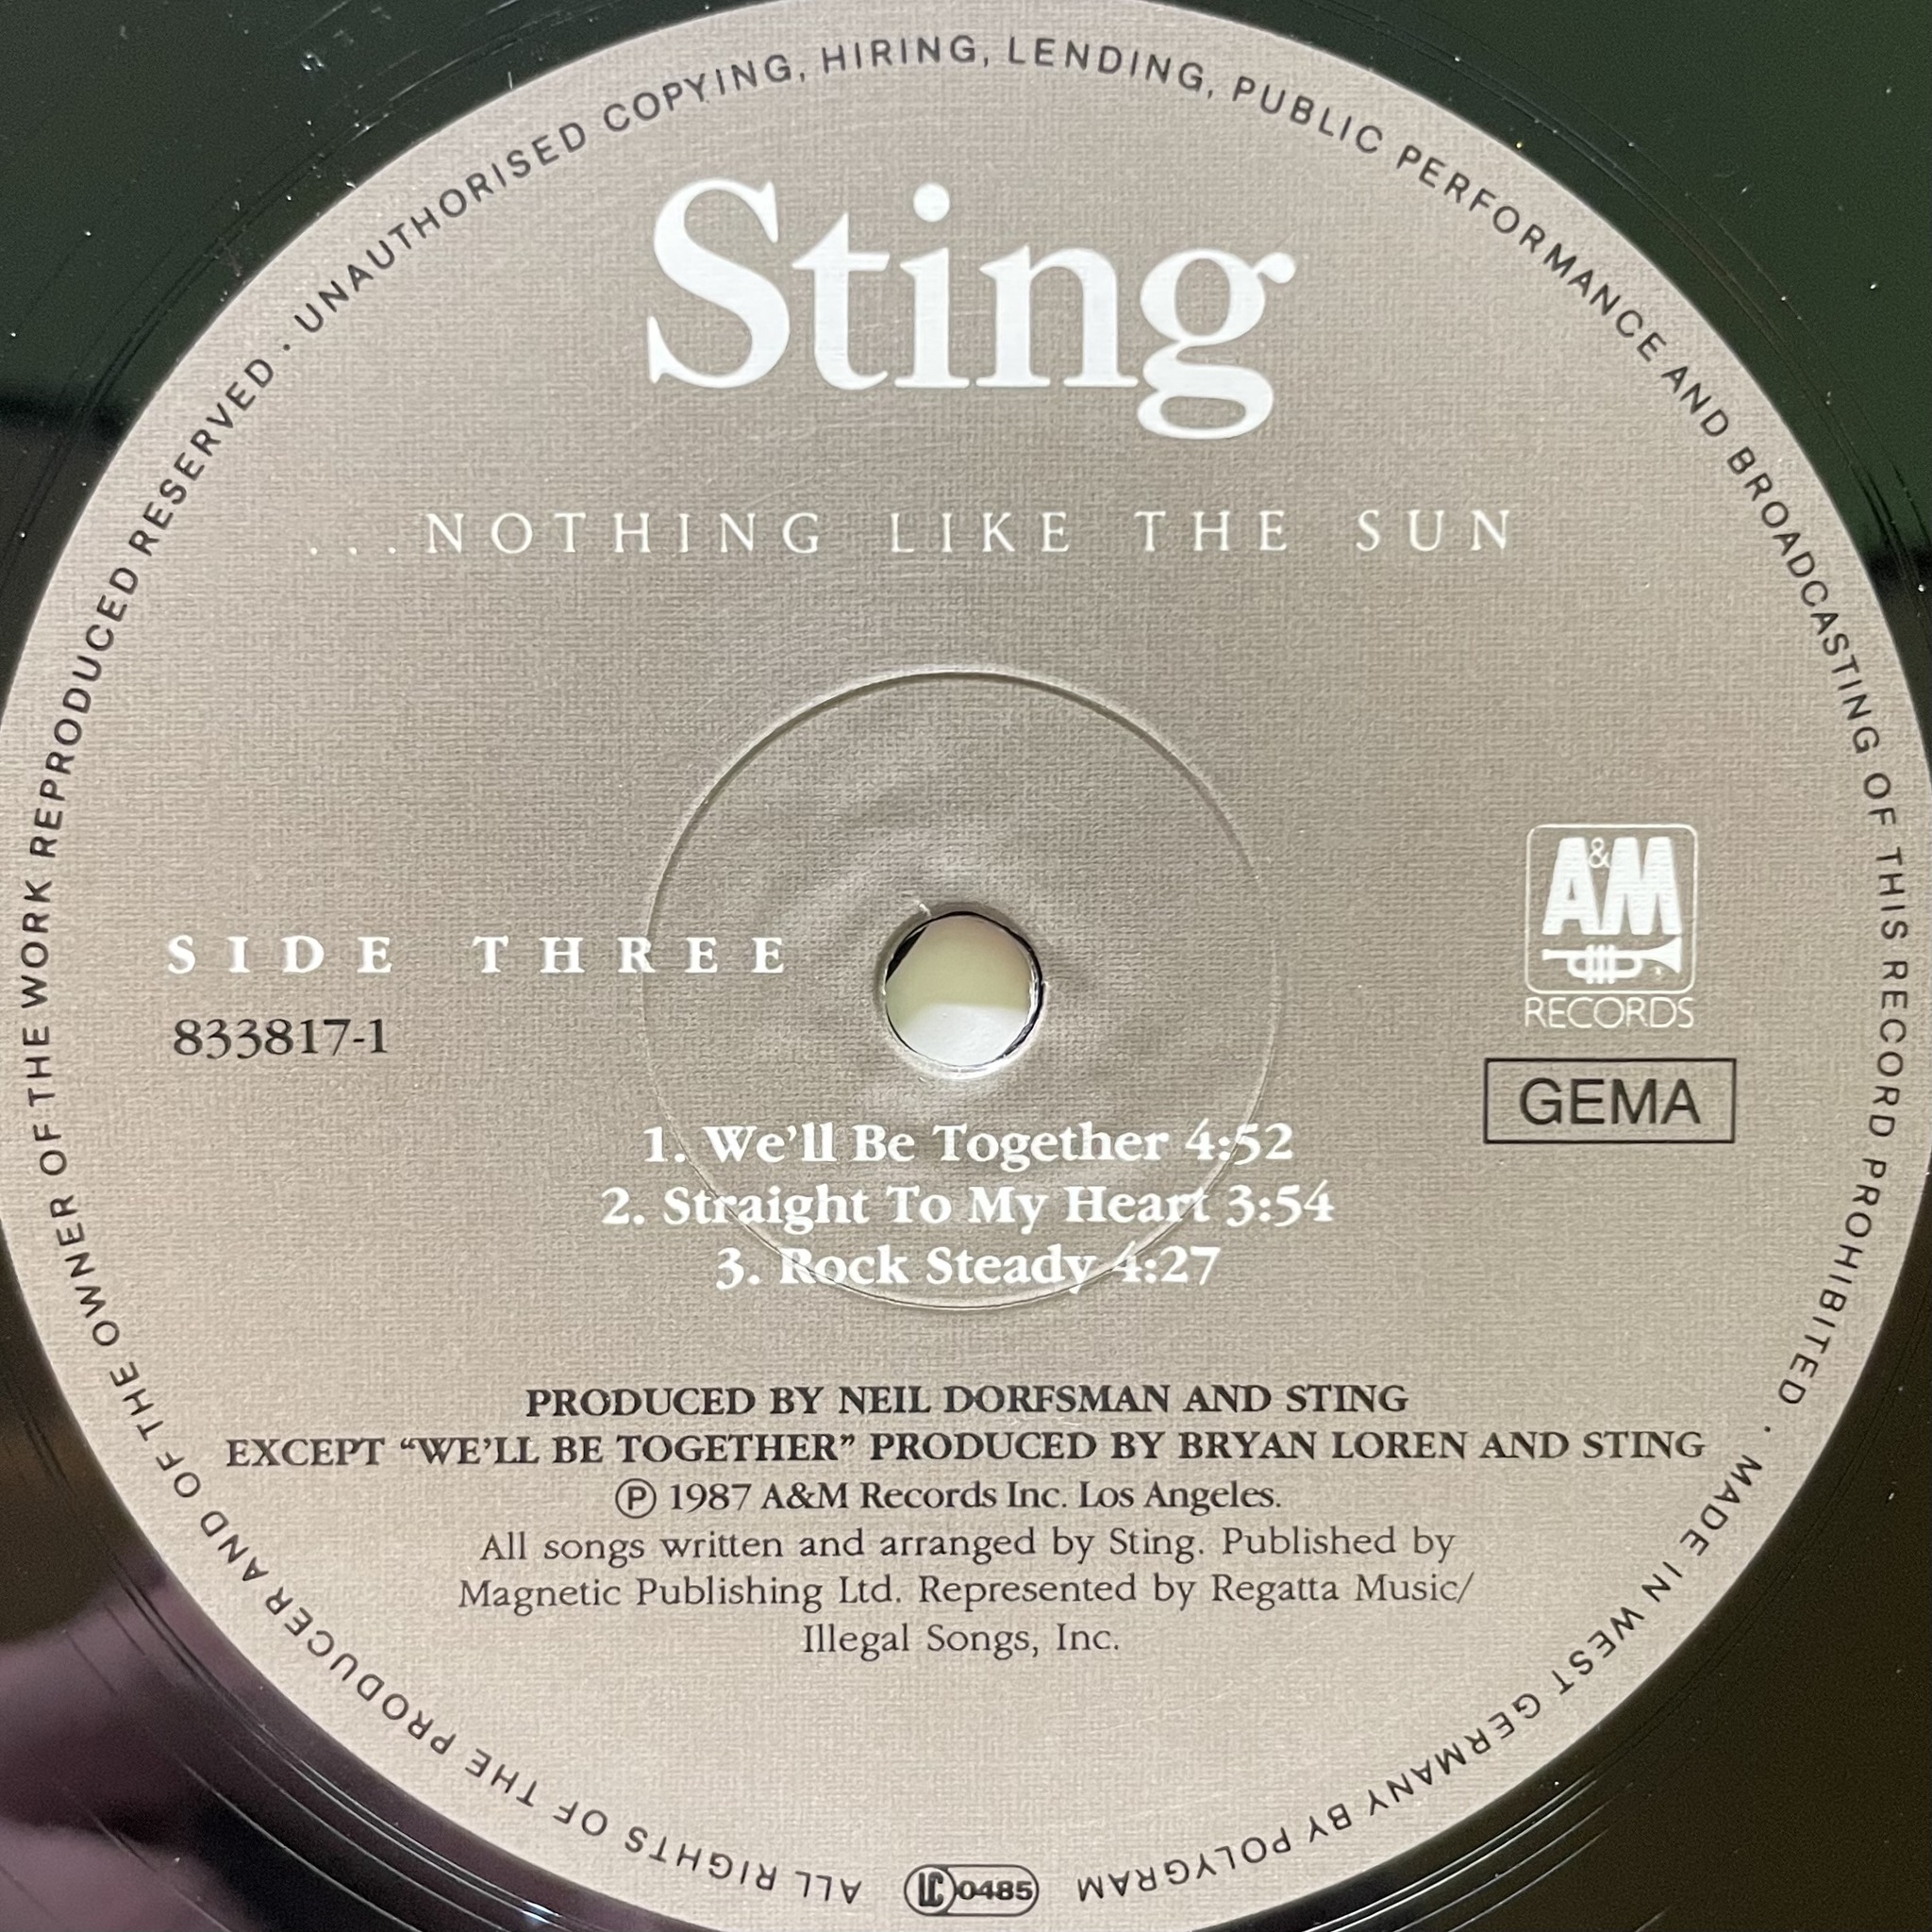 UNAUTHORISED COPYING, HIRING, LENDING, PUBLIC PERFORMANCE AND BROADCASTING OF THIS RECORD PROHIBITED · MADE IN WEST GERMANY BY POLYGRAM
Sting
...NOTHING LIKE THE SUN
SIDE THREE
833817-1
A&M
RECORDS
GEMA
1. We'll Be Together 4:52
2. Straight To My Heart 3:54
3. Rock Steady 4:27
PRODUCED BY NEIL DORFSMAN AND STING
EXCEPT “WE'LL BE TOGETHER” PRODUCED BY BRYAN LOREN AND STING
Ⓟ 1987 A&M Records Inc. Los Angeles.
All songs written and arranged by Sting. Published by
Magnetic Publishing Ltd. Represented by Regatta Music/
Illegal Songs, Inc.
LC 0485
ALL RIGHTS OF THE PRODUCER AND OF THE OWNER OF THE WORK REPRODUCED RESERVED ·